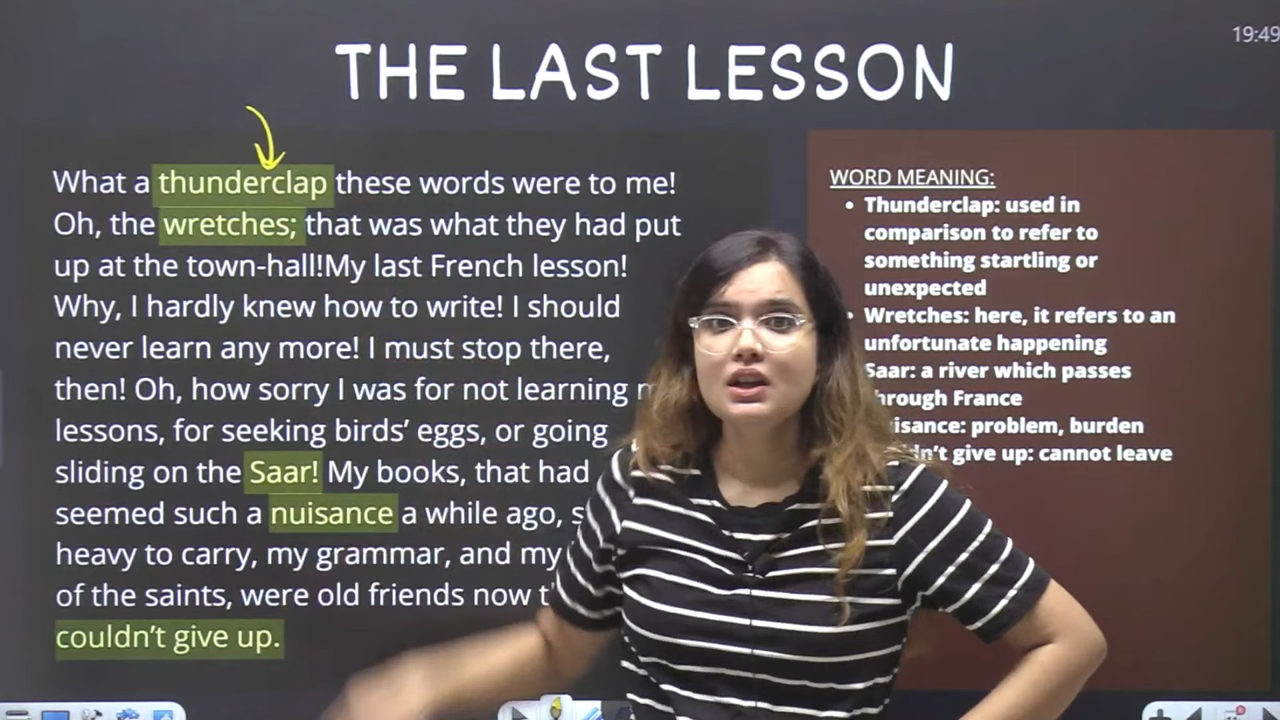 19:49
THE LAST LESSON
What a thunderclap these words were to me!
Oh, the wretches; that was what they had put
up at the town-hall!My last French lesson!
Why, I hardly knew how to write! I should
never learn any more! I must stop there,
then! Oh, how sorry I was for not learning
lessons, for seeking birds’ eggs, or going
sliding on the Saar! My books, that had
seemed such a nuisance a while ago,
heavy to carry, my grammar, and my
of the saints, were old friends now
couldn’t give up.
WORD MEANING:
• Thunderclap: used in
comparison to refer to
something startling or
unexpected
• Wretches: here, it refers to an
unfortunate happening
Saar: a river which passes
through France
problem, burden
give up: cannot leave